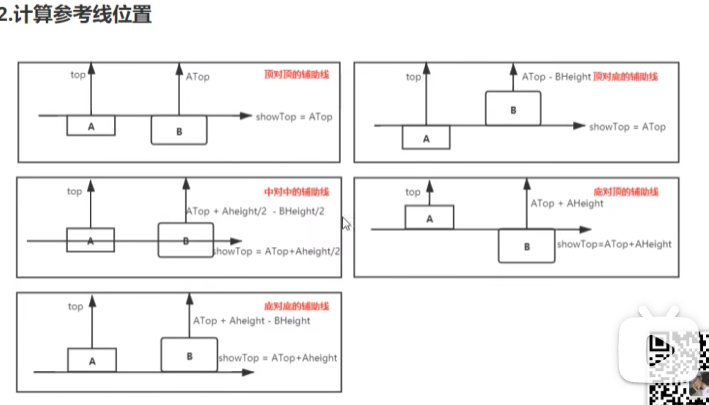 2.计算参考线位置
top
ATop
顶对顶的辅助线
A
B
showTop = ATop
top
ATop - BHeight
顶对底的辅助线
B
A
showTop = ATop
top
中对中的辅助线
ATop + Aheight/2 - BHeight/2
A
B
showTop = ATop+Aheight/2
top
底对顶的辅助线
ATop + AHeight
A
B
showTop=ATop+AHeight
top
底对底的辅助线
ATop + Aheight - BHeight
A
B
showTop = ATop+Aheight